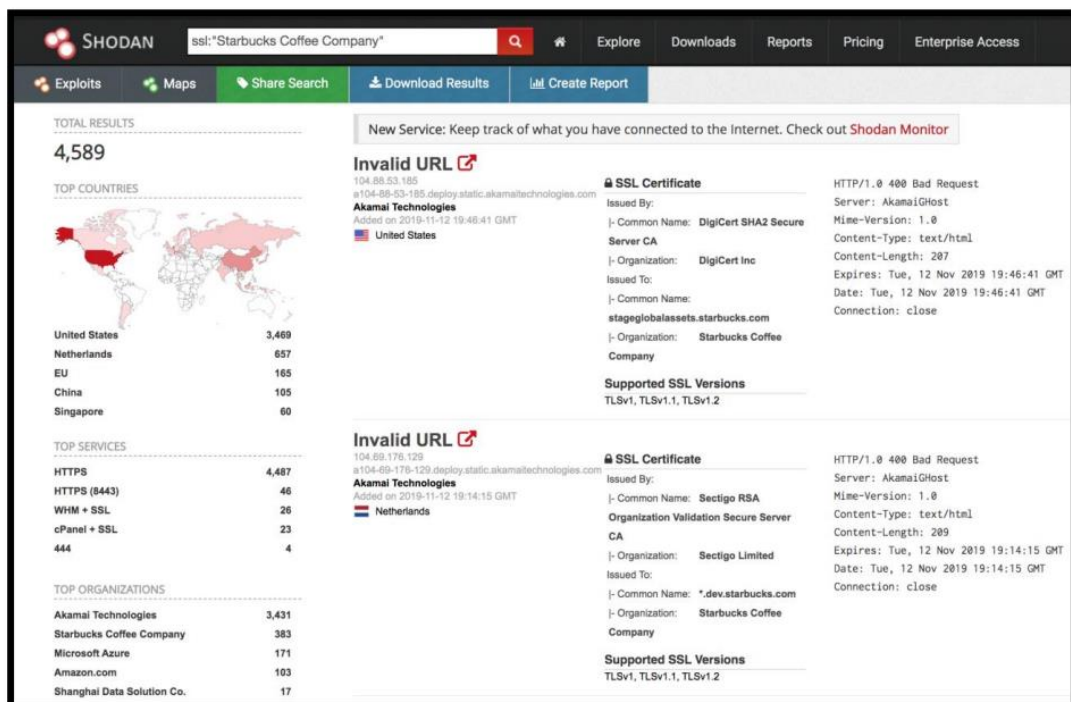 SHODAN
ssl:"Starbucks Coffee Company"
Explore Downloads Reports Pricing Enterprise Access
Exploits Maps Share Search Download Results Create Report
TOTAL RESULTS
4,589
TOP COUNTRIES
United States 3,469
Netherlands 657
EU 165
China 105
Singapore 60
TOP SERVICES
HTTPS 4,487
HTTPS (8443) 46
WHM + SSL 26
cPanel + SSL 23
444 4
TOP ORGANIZATIONS
Akamai Technologies 3,431
Starbucks Coffee Company 383
Microsoft Azure 171
Amazon.com 103
Shanghai Data Solution Co. 17
New Service: Keep track of what you have connected to the Internet. Check out Shodan Monitor
Invalid URL
104.88.53.185
a104-88-53-185.deploy.static.akamaitechnologies.com
Akamai Technologies
Added on 2019-11-12 19:46:41 GMT
United States
SSL Certificate
Issued By:
|- Common Name: DigiCert SHA2 Secure
Server CA
|- Organization: DigiCert Inc
Issued To:
|- Common Name:
stageglobalassets.starbucks.com
|- Organization: Starbucks Coffee
Company
Supported SSL Versions
TLSv1, TLSv1.1, TLSv1.2
HTTP/1.0 400 Bad Request
Server: AkamaiGHost
Mime-Version: 1.0
Content-Type: text/html
Content-Length: 207
Expires: Tue, 12 Nov 2019 19:46:41 GMT
Date: Tue, 12 Nov 2019 19:46:41 GMT
Connection: close
Invalid URL
104.69.176.129
a104-69-176-129.deploy.static.akamaitechnologies.com
Akamai Technologies
Added on 2019-11-12 19:14:15 GMT
Netherlands
SSL Certificate
Issued By:
|- Common Name: Sectigo RSA
Organization Validation Secure Server
CA
|- Organization: Sectigo Limited
Issued To:
|- Common Name: *.dev.starbucks.com
|- Organization: Starbucks Coffee
Company
Supported SSL Versions
TLSv1, TLSv1.1, TLSv1.2
HTTP/1.0 400 Bad Request
Server: AkamaiGHost
Mime-Version: 1.0
Content-Type: text/html
Content-Length: 209
Expires: Tue, 12 Nov 2019 19:14:15 GMT
Date: Tue, 12 Nov 2019 19:14:15 GMT
Connection: close